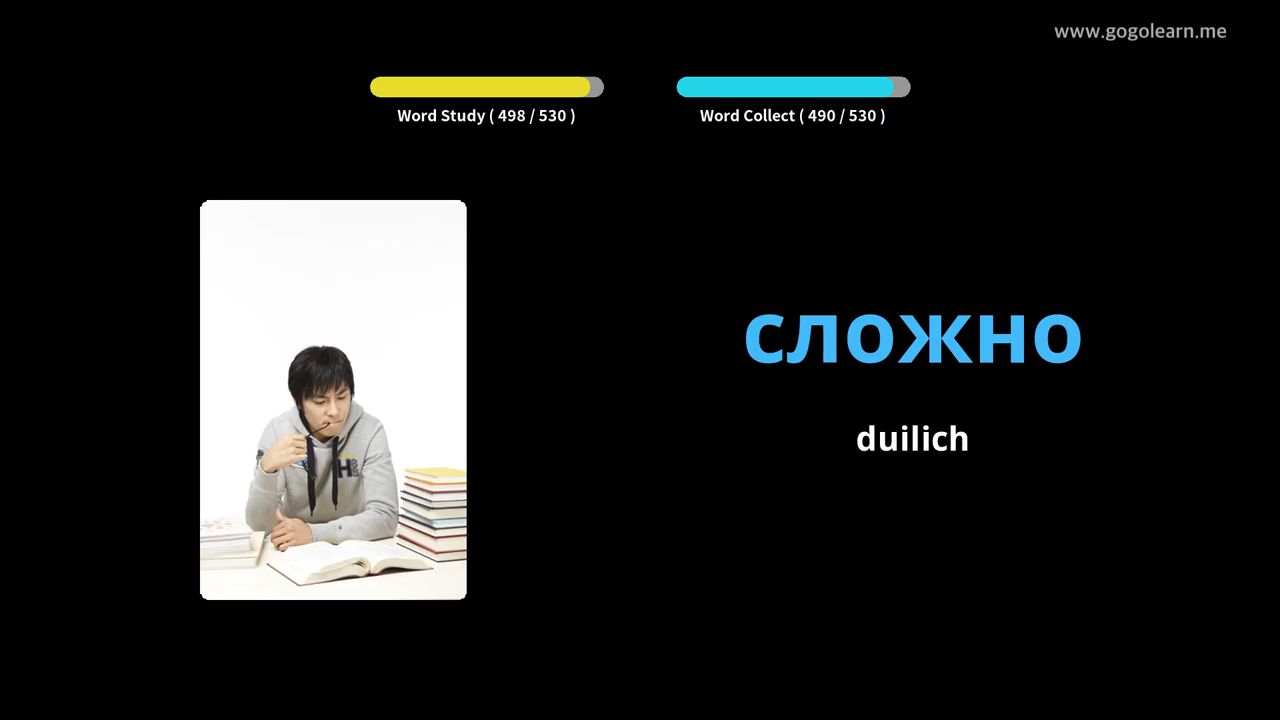 www.gogolearn.me
Word Study ( 498 / 530 )
Word Collect ( 490 / 530 )
сложно
duilich
H